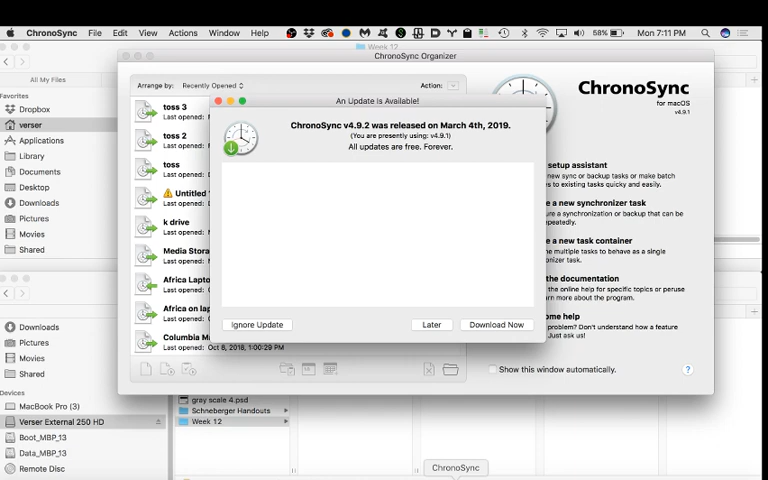 ChronoSync File Edit View Actions Window Help
58% Mon 7:11 PM
Week 12
ChronoSync Organizer
All My Files
Favorites
Dropbox
verser
Applications
Library
Documents
Desktop
Downloads
Pictures
Movies
Shared
Arrange by: Recently Opened
Action:
toss 3
Last opened:
toss 2
Last opened:
toss
Last opened:
Untitled
Last opened:
k drive
Last opened:
Media Stora
Last opened:
Africa Lapto
Last opened:
Africa on lap
Last opened:
Columbia M
Last opened: Oct 8, 2018, 1:00:29 PM
An Update is Available!
ChronoSync v4.9.2 was released on March 4th, 2019.
(You are presently using: v4.9.1)
All updates are free. Forever.
Ignore Update
Later
Download Now
ChronoSync
for macOS
v4.9.1
setup assistant
new sync or backup tasks or make batch
es to existing tasks quickly and easily.
e a new synchronizer task
ure a synchronization or backup that can be
epeatedly.
e a new task container
multiple tasks to behave as a single
onizer task.
the documentation
the online help for specific topics or peruse
rn more about the program.
ome help
problem? Don't understand how a feature
Just ask us!
Show this window automatically.
?
Downloads
Pictures
Movies
Shared
Devices
MacBook Pro (3)
Verser External 250 HD
Boot_MBP_13
Data_MBP_13
Remote Disc
gray scale 4.psd
Schneberger Handouts
Week 12
ChronoSync